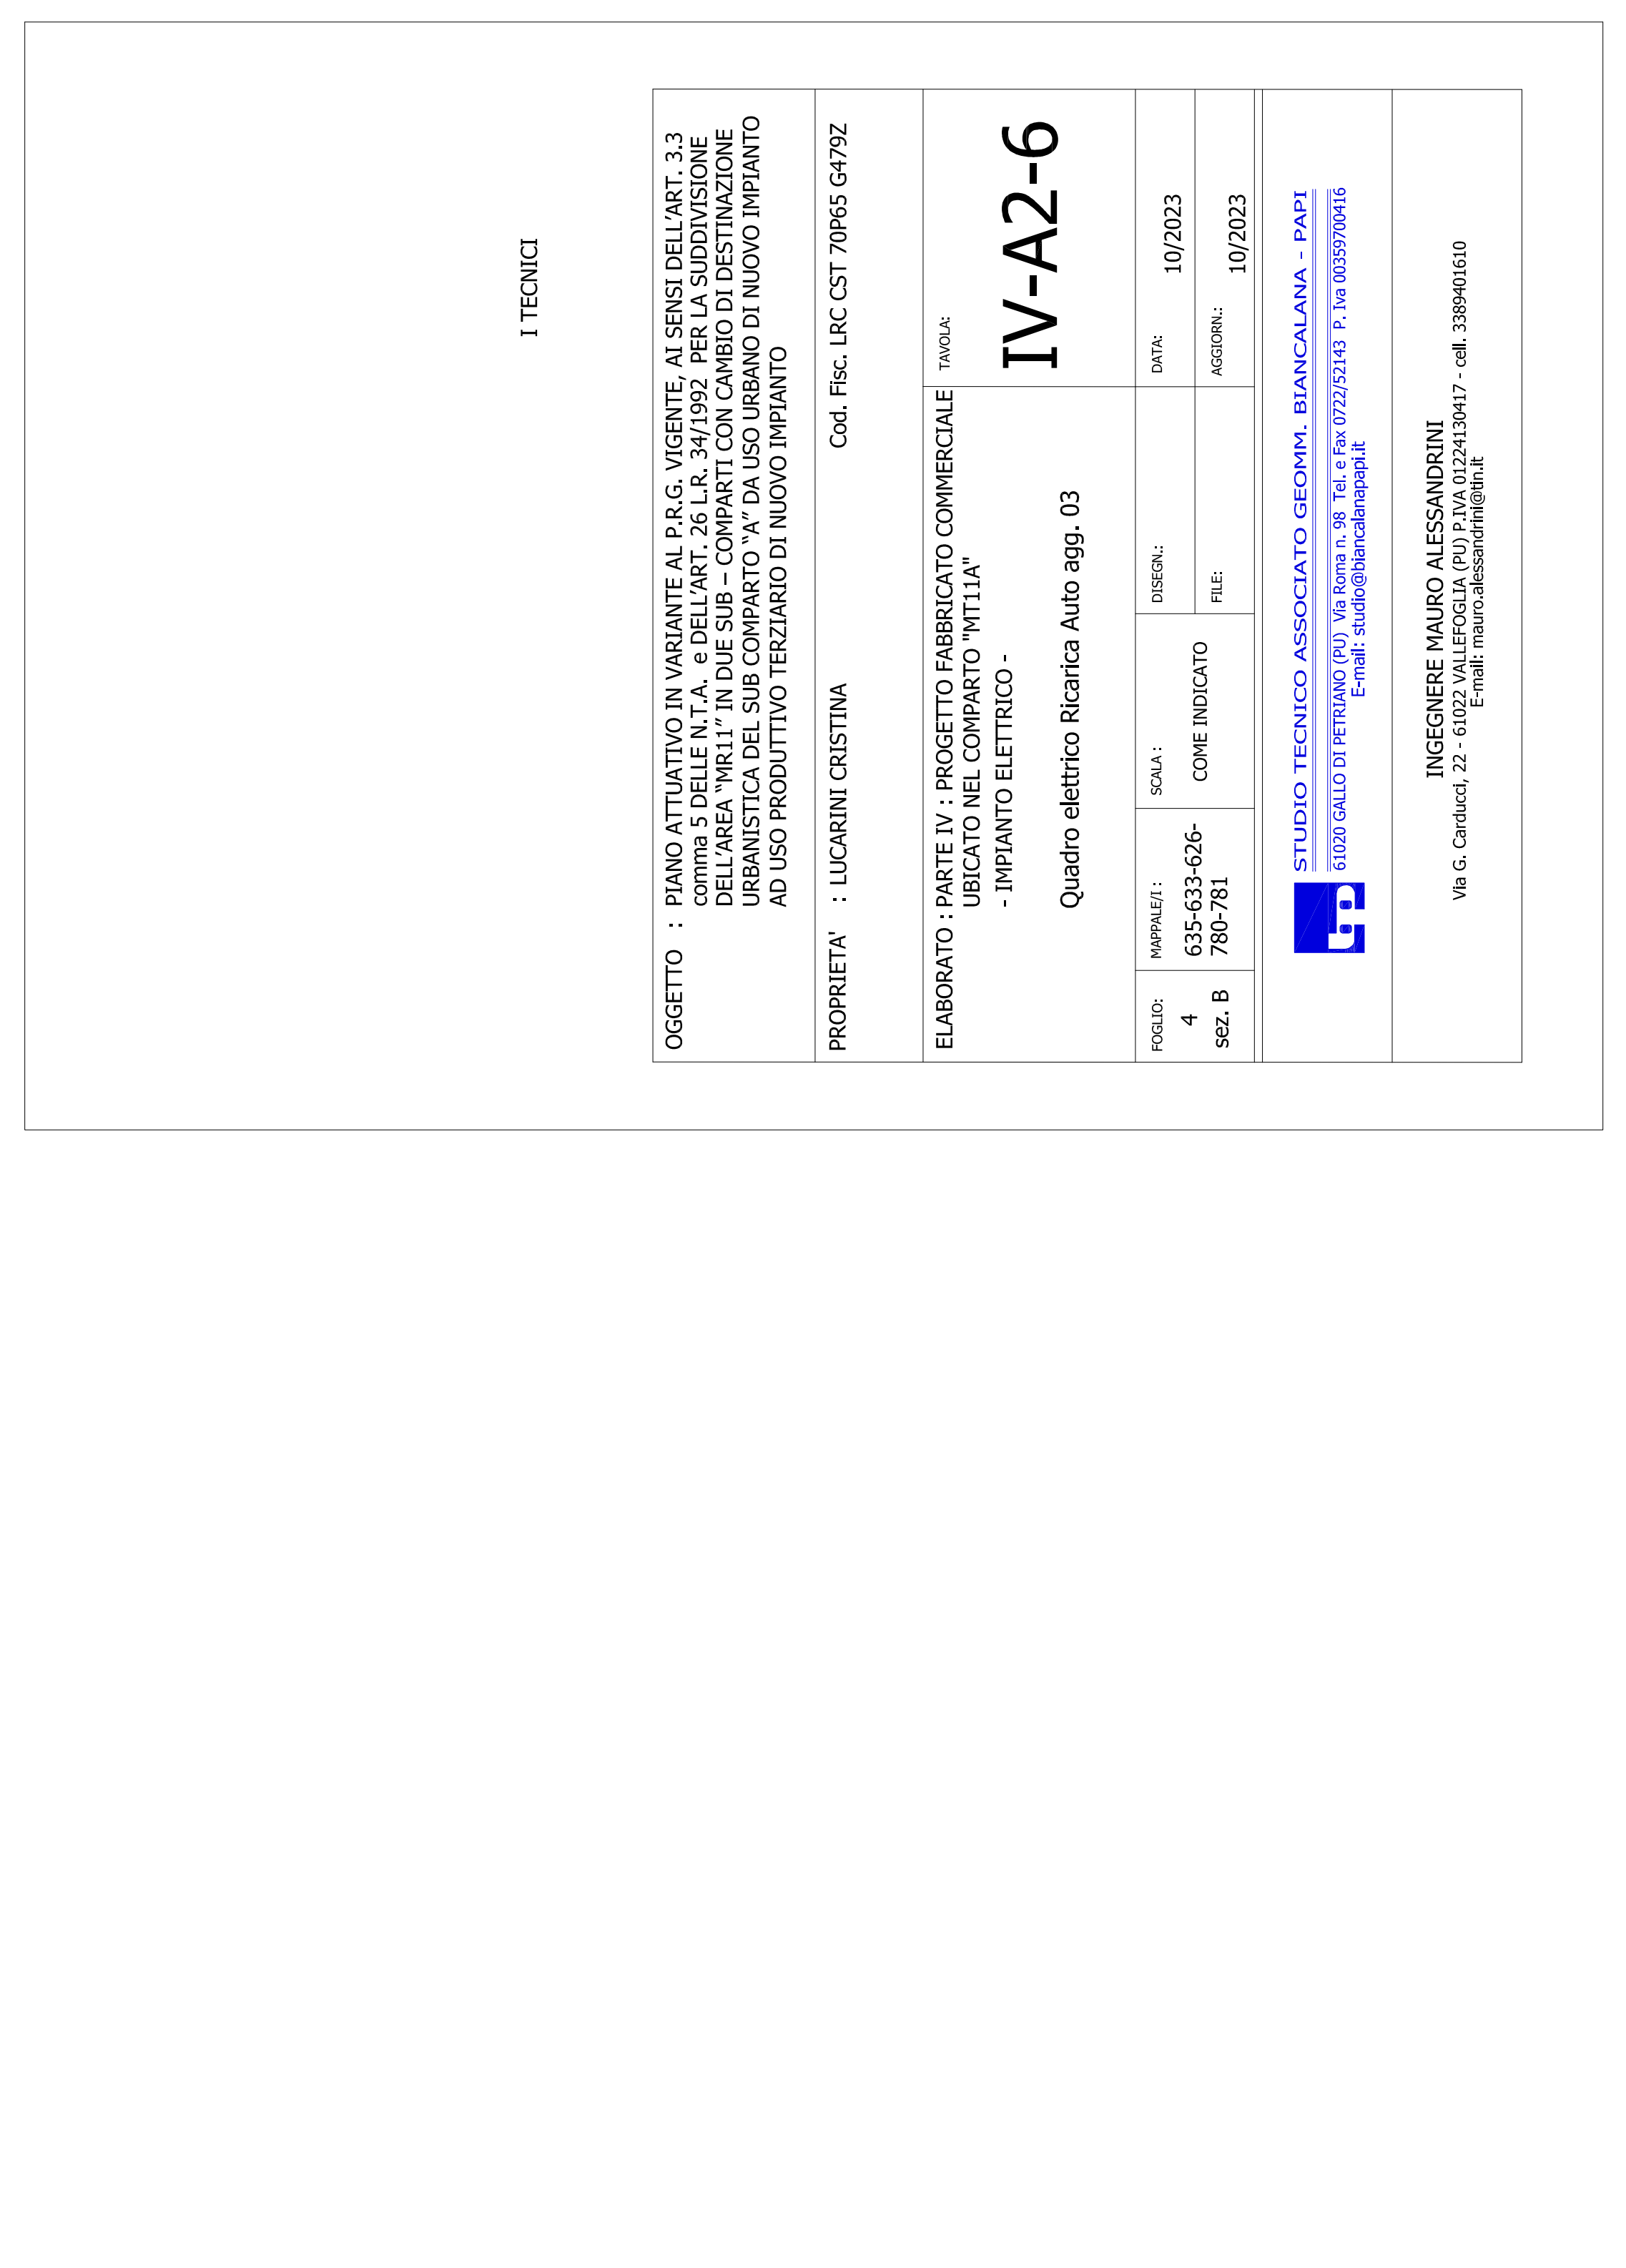 I TECNICI
OGGETTO : PIANO ATTUATIVO IN VARIANTE AL P.R.G. VIGENTE, AI SENSI DELL’ART. 3.3
comma 5 DELLE N.T.A. e DELL’ART. 26 L.R. 34/1992 PER LA SUDDIVISIONE
DELL’AREA “MR11” IN DUE SUB – COMPARTI CON CAMBIO DI DESTINAZIONE
URBANISTICA DEL SUB COMPARTO “A” DA USO URBANO DI NUOVO IMPIANTO
AD USO PRODUTTIVO TERZIARIO DI NUOVO IMPIANTO
PROPRIETA' : LUCARINI CRISTINA Cod. Fisc. LRC CST 70P65 G479Z
ELABORATO : PARTE IV : PROGETTO FABBRICATO COMMERCIALE
UBICATO NEL COMPARTO "MT11A"
- IMPIANTO ELETTRICO -
Quadro elettrico Ricarica Auto agg. 03
TAVOLA:
IV-A2-6
FOGLIO:
4
sez. B
MAPPALE/I :
635-633-626-
780-781
SCALA :
COME INDICATO
DISEGN.:
FILE:
DATA:
10/2023
AGGIORN.:
10/2023
STUDIO TECNICO ASSOCIATO GEOMM. BIANCALANA - PAPI
61020 GALLO DI PETRIANO (PU) Via Roma n. 98 Tel. e Fax 0722/52143 P. Iva 00359700416
E-mail: studio@biancalanapapi.it
INGEGNERE MAURO ALESSANDRINI
Via G. Carducci, 22 - 61022 VALLEFOGLIA (PU) P.IVA 01224130417 - cell. 3389401610
E-mail: mauro.alessandrini@tin.it